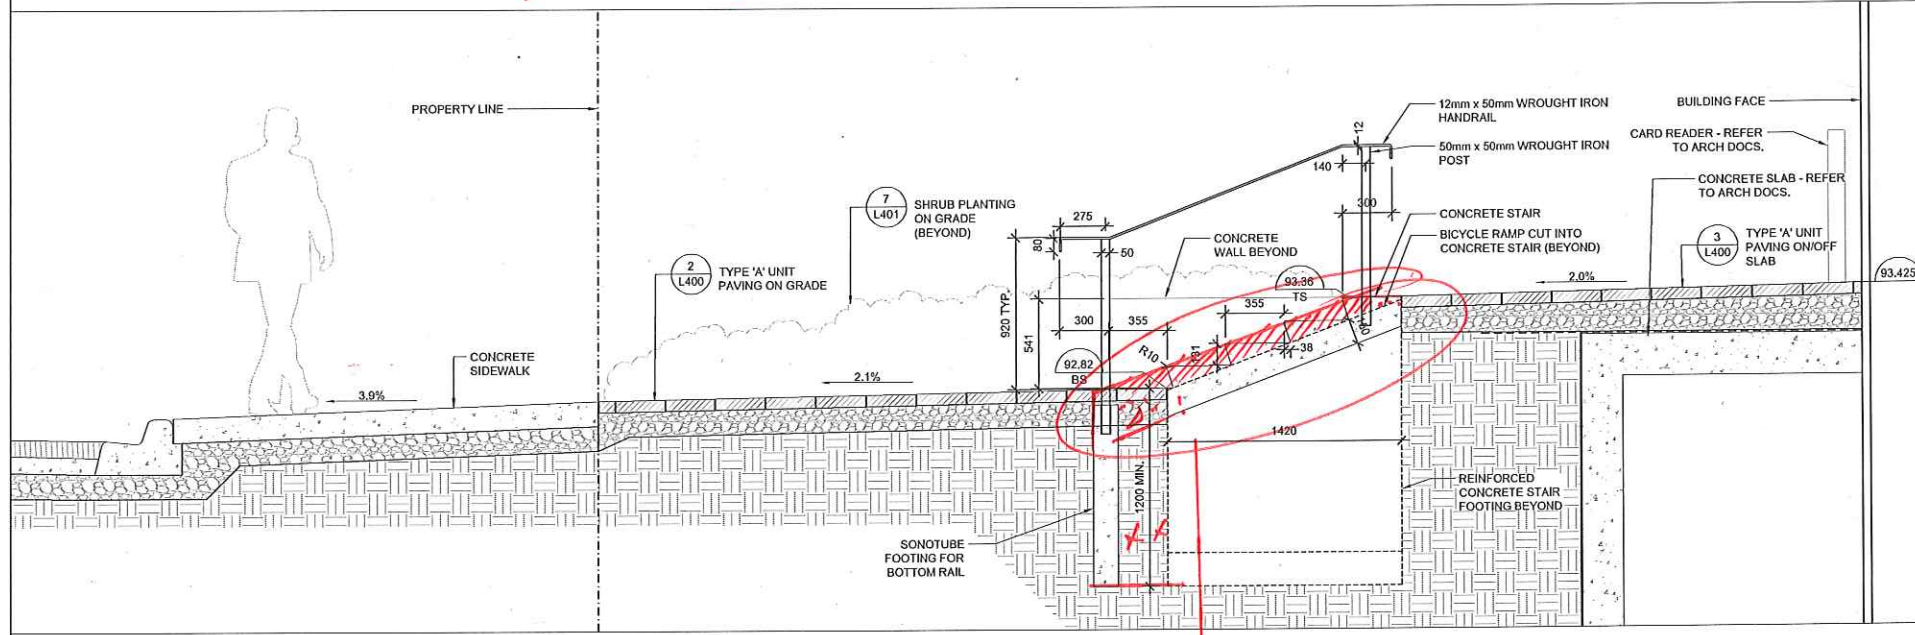 PROPERTY LINE
12mm x 50mm WROUGHT IRON
HANDRAIL
BUILDING FACE
CARD READER - REFER
TO ARCH DOCS.
50mm x 50mm WROUGHT IRON
POST
12
140
CONCRETE SLAB - REFER
TO ARCH DOCS.
7
L401
SHRUB PLANTING
ON GRADE
(BEYOND)
275
300
CONCRETE STAIR
BICYCLE RAMP CUT INTO
CONCRETE STAIR (BEYOND)
3
L400
TYPE 'A' UNIT
PAVING ON/OFF
SLAB
80
50
CONCRETE
WALL BEYOND
2
L400
TYPE 'A' UNIT
PAVING ON GRADE
93.36
TS
2.0%
93.425
920 TYP.
541
300
355
355
R10
38
92.82
BS
CONCRETE
SIDEWALK
3.9%
2.1%
1420
1200 MIN.
REINFORCED
CONCRETE STAIR
FOOTING BEYOND
SONOTUBE
FOOTING FOR
BOTTOM RAIL